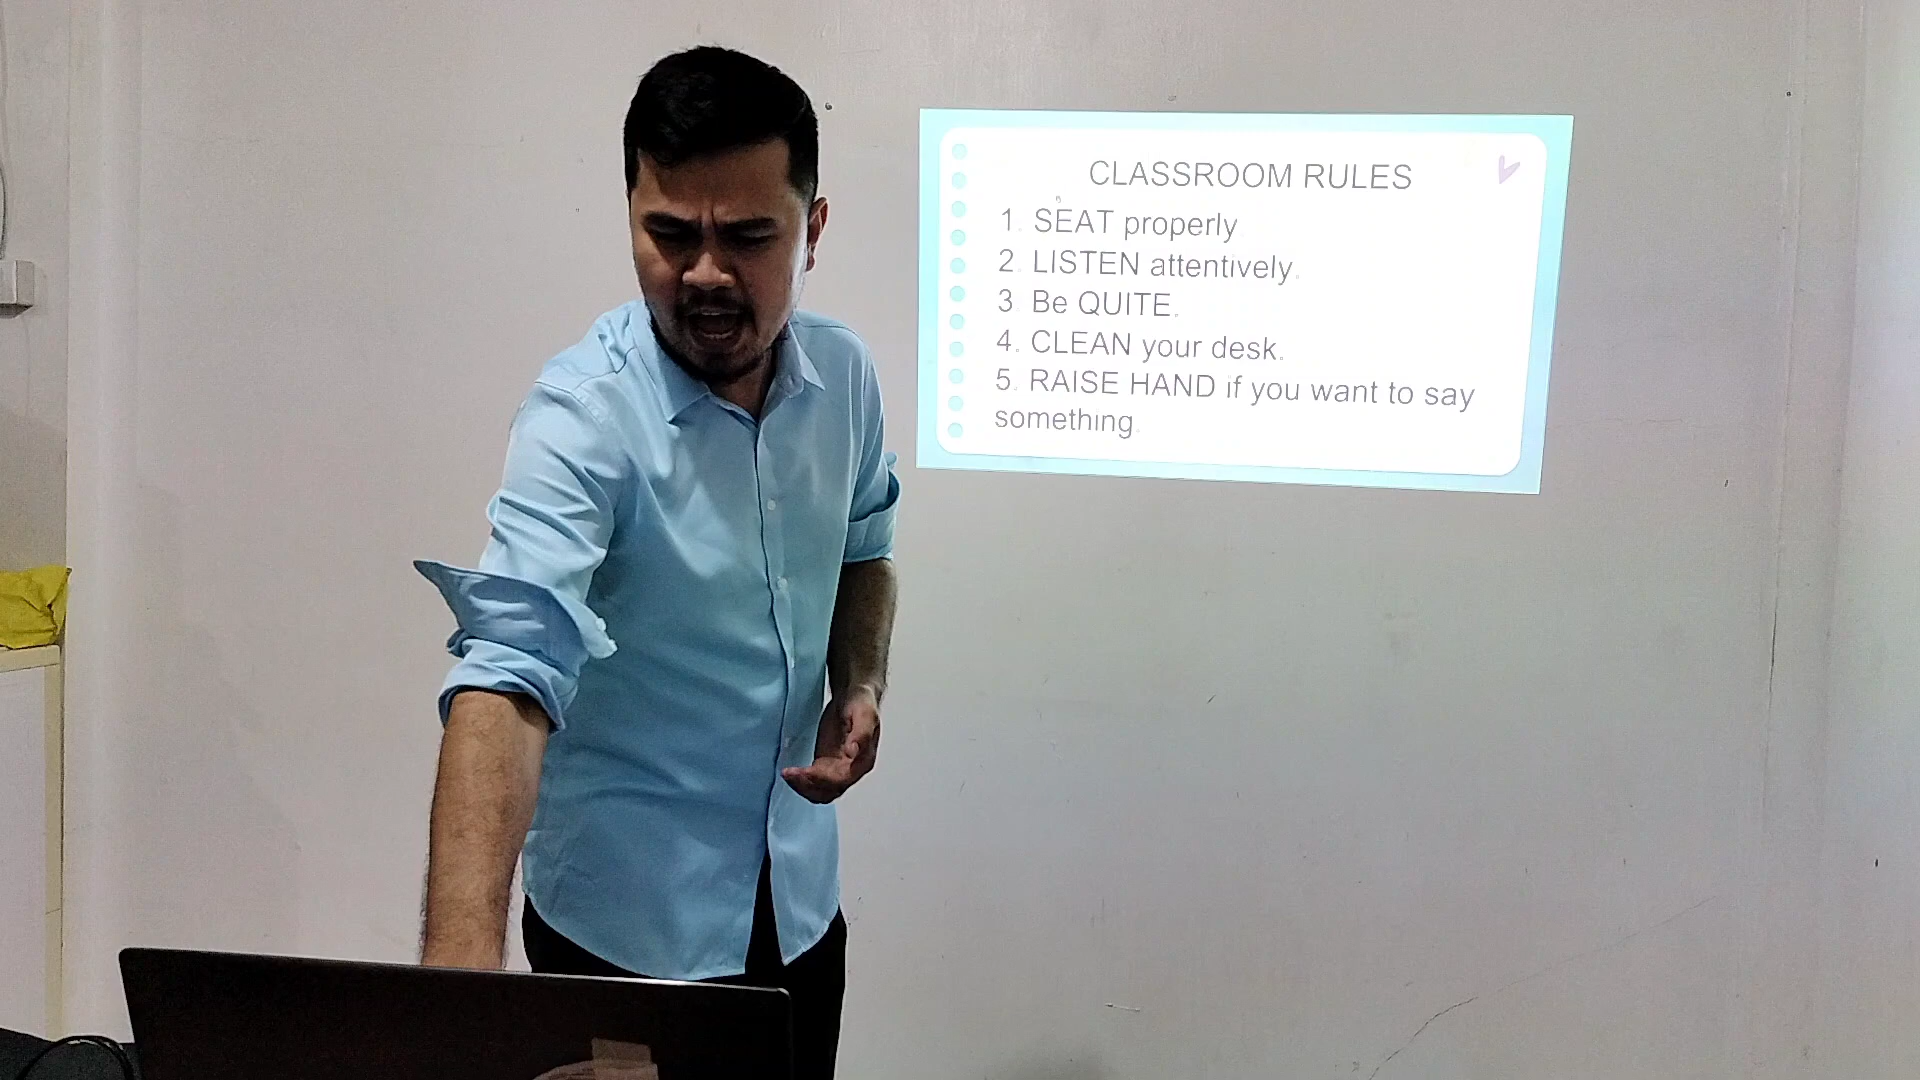 CLASSROOM RULES
1. SEAT properly
2. LISTEN attentively.
3 Be QUITE.
4. CLEAN your desk.
5. RAISE HAND if you want to say
something.